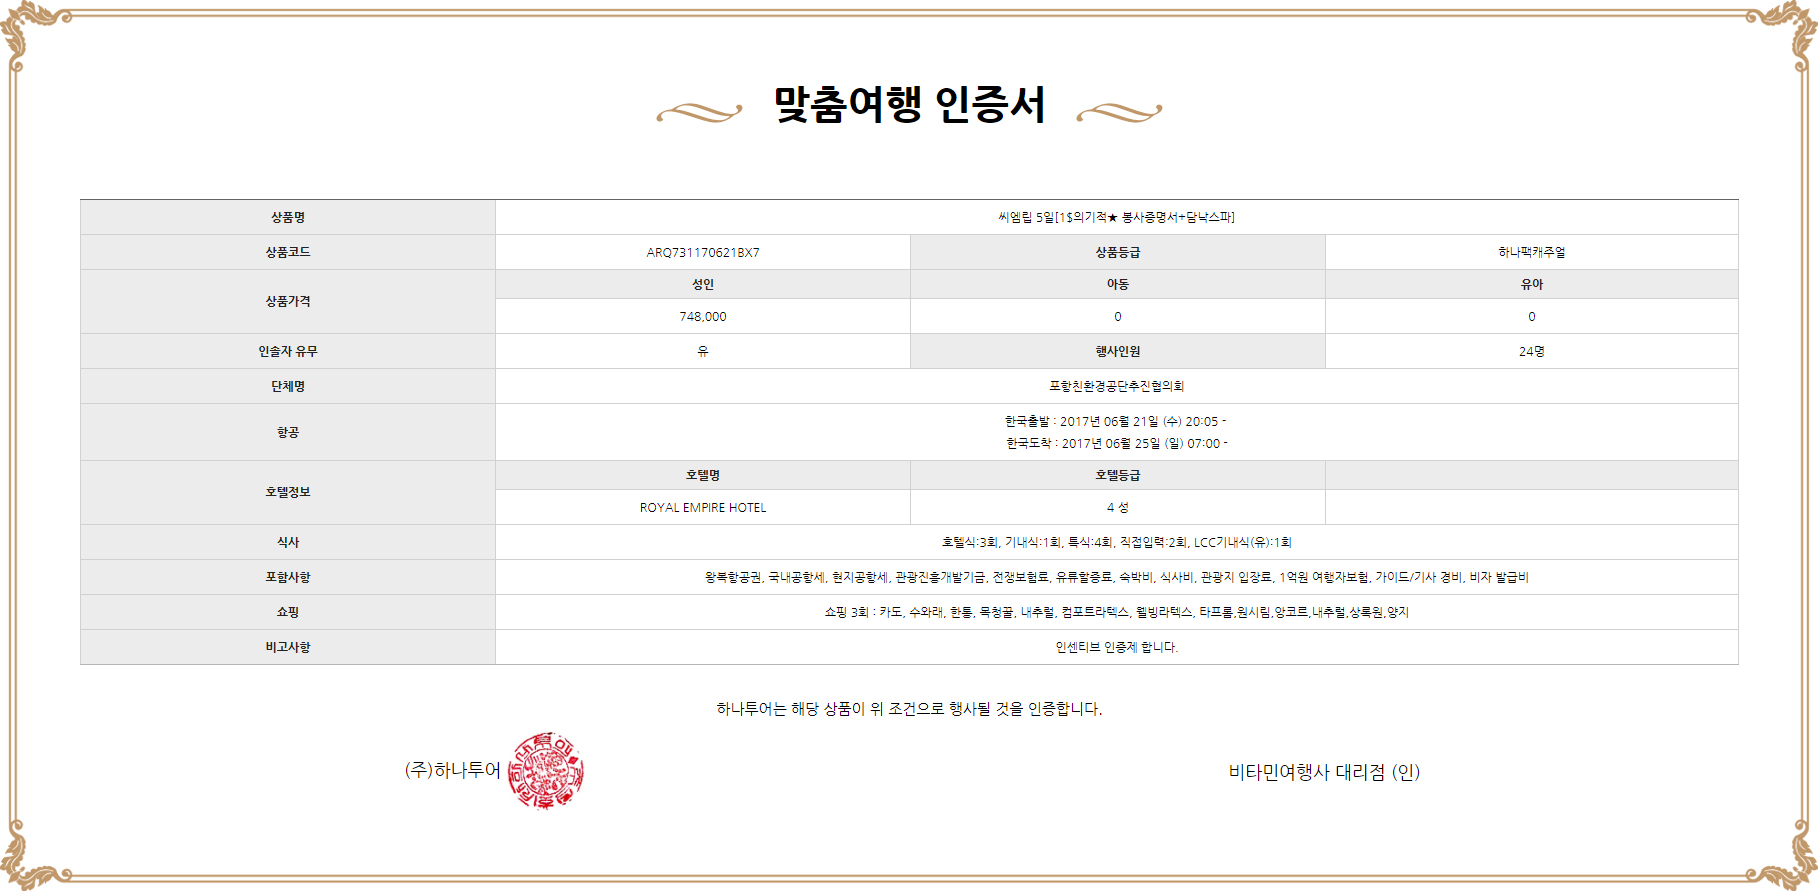 맞춤여행 인증서
상품명 씨엠립 5일[1$의기적★ 봉사증명서+담낙스파]
상품코드 ARQ731170621BX7 상품등급 하나팩캐주얼
상품가격 성인 아동 유아
748,000 0 0
인솔자 유무 유 행사인원 24명
단체명 포항친환경공단추진협의회
항공 한국출발 : 2017년 06월 21일 (수) 20:05 -
한국도착 : 2017년 06월 25일 (일) 07:00 -
호텔정보 호텔명 호텔등급
ROYAL EMPIRE HOTEL 4 성
식사 호텔식:3회, 기내식:1회, 특식:4회, 직접입력:2회, LCC기내식(유):1회
포함사항 왕복항공권, 국내공항세, 현지공항세, 관광진흥개발기금, 전쟁보험료, 유류할증료, 숙박비, 식사비, 관광지 입장료, 1억원 여행자보험, 가이드/기사 경비, 비자 발급비
쇼핑 쇼핑 3회 : 카도, 수와래, 한통, 목청꿀, 내추럴, 컴포트라텍스, 웰빙라텍스, 타프롬,원시림,앙코르,내추럴,상록원,양지
비고사항 인센티브 인증제 합니다.
하나투어는 해당 상품이 위 조건으로 행사될 것을 인증합니다.
(주)하나투어 비타민여행사 대리점 (인)